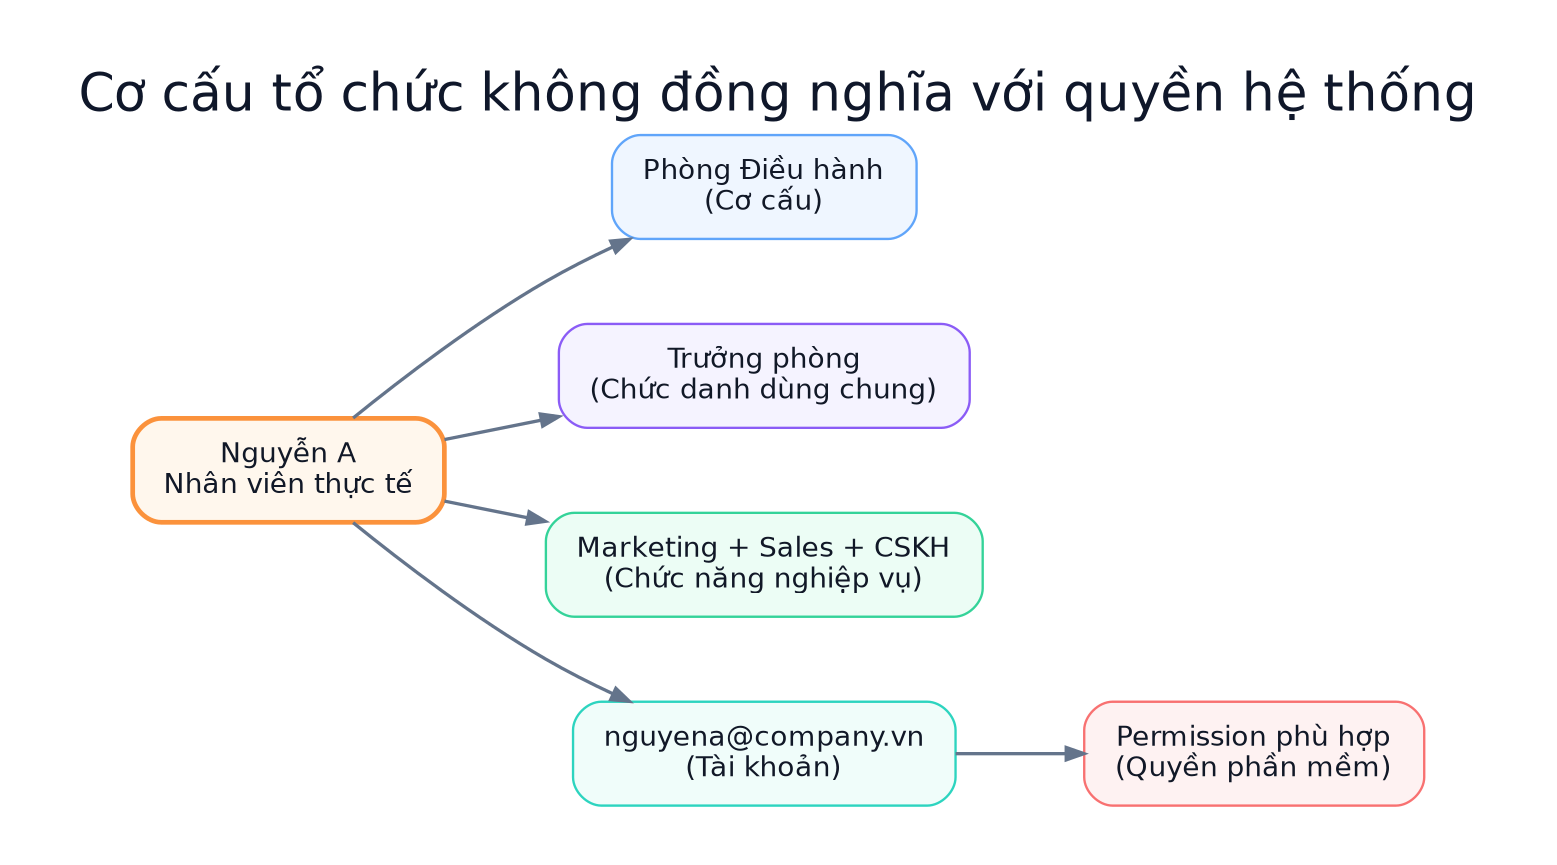 Cơ cấu tổ chức không đồng nghĩa với quyền hệ thống
Phòng Điều hành
(Cơ cấu)
Trưởng phòng
(Chức danh dùng chung)
Nguyễn A
Nhân viên thực tế
Marketing + Sales + CSKH
(Chức năng nghiệp vụ)
nguyena@company.vn
(Tài khoản)
Permission phù hợp
(Quyền phần mềm)